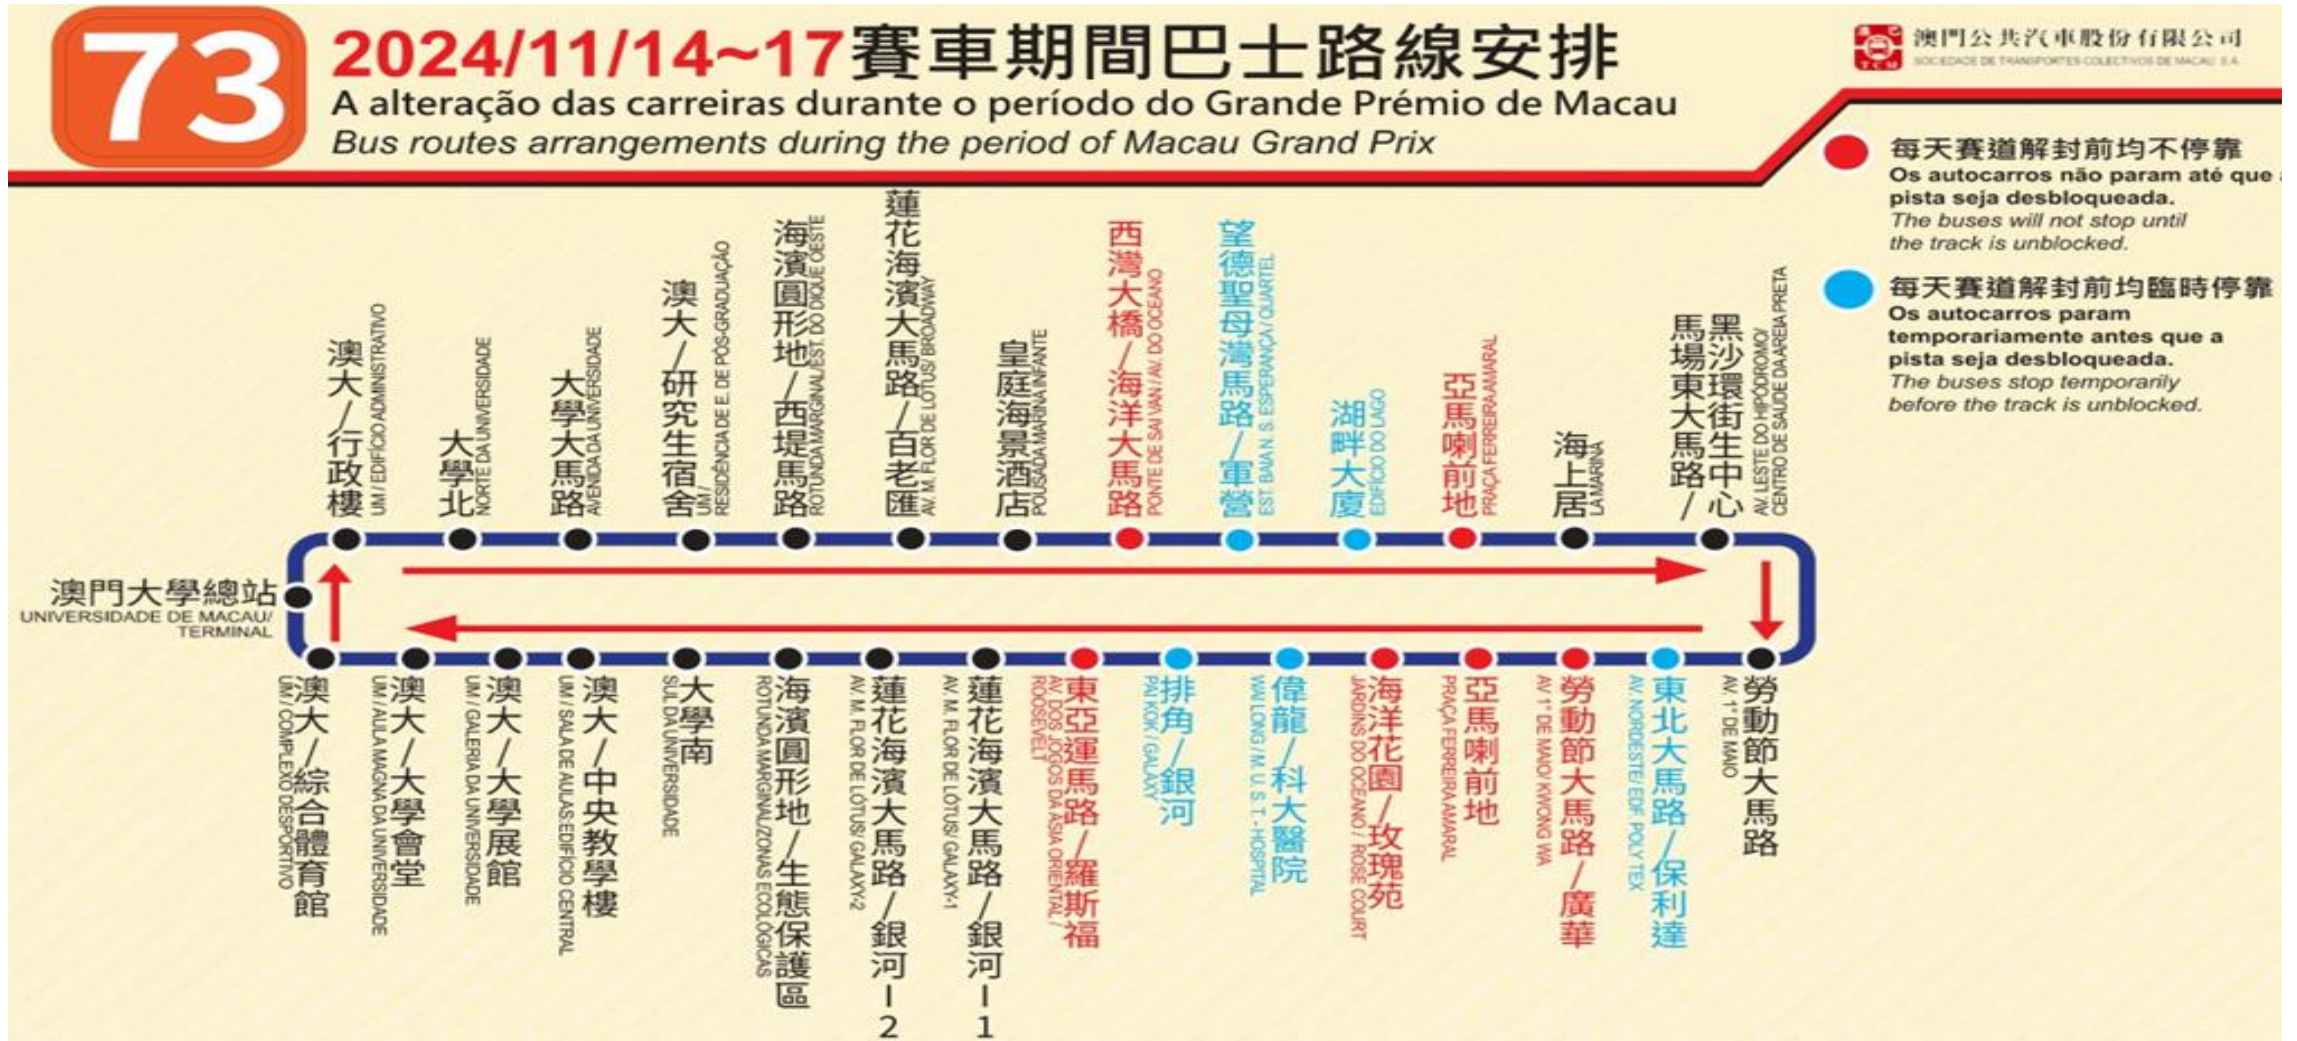 73
2024/11/14~17賽車期間巴士路線安排
A alteração das carreiras durante o período do Grande Prémio de Macau
Bus routes arrangements during the period of Macau Grand Prix
澳門公共汽車股份有限公司
SOCIEDADE DE TRANSPORTES COLECTIVOS DE MACAU S.A.
TCM
每天賽道解封前均不停靠
Os autocarros não param até que a
pista seja desbloqueada.
The buses will not stop until
the track is unblocked.
每天賽道解封前均臨時停靠
Os autocarros param
temporariamente antes que a
pista seja desbloqueada.
The buses stop temporarily
before the track is unblocked.
澳大/行政樓
UM / EDIFÍCIO ADMINISTRATIVO
大學北
NORTE DA UNIVERSIDADE
大學大馬路
AVENIDA DA UNIVERSIDADE
澳大/研究生宿舍
UM /
RESIDÊNCIA DE E. DE PÓS-GRADUAÇÃO
海濱圓形地/西堤馬路
ROTUNDA MARGINAL/EST. DO DIQUE OESTE
蓮花海濱大馬路/百老匯
AV. M. FLOR DE LÓTUS/ BROADWAY
皇庭海景酒店
POUSADA MARINA INFANTE
西灣大橋/海洋大馬路
PONTE DE SAI VAN / AV. DO OCEANO
望德聖母灣馬路/軍營
EST. BAIA N. S. ESPERANÇA / QUARTEL
湖畔大廈
EDIFÍCIO DO LAGO
亞馬喇前地
PRAÇA FERREIRA AMARAL
海上居
LA MARINA
馬場東大馬路/
黑沙環街生中心
AV. LESTE DO HIPÓDROMO/
CENTRO DE SAÚDE DA AREIA PRETA
澳門大學總站
UNIVERSIDADE DE MACAU/
TERMINAL
澳大/綜合體育館
UM / COMPLEXO DESPORTIVO
澳大/大學會堂
UM / AULA MAGNA DA UNIVERSIDADE
澳大/大學展館
UM / GALERIA DA UNIVERSIDADE
澳大/中央教學樓
UM / SALA DE AULAS EDIFÍCIO CENTRAL
大學南
SUL DA UNIVERSIDADE
海濱圓形地/生態保護區
ROTUNDA MARGINAL/ZONAS ECOLÓGICAS
蓮花海濱大馬路/銀河-2
AV. M. FLOR DE LÓTUS/ GALAXY-2
蓮花海濱大馬路/銀河-1
AV. M. FLOR DE LÓTUS/ GALAXY-1
東亞運馬路/羅斯福
AV. DOS JOGOS DA ÁSIA ORIENTAL /
ROOSEVELT
排角/銀河
PAI KOK / GALAXY
偉龍/科大醫院
WAI LONG / M. U. S. T. - HOSPITAL
海洋花園/玫瑰苑
JARDINS DO OCEANO / ROSE COURT
亞馬喇前地
PRAÇA FERREIRA AMARAL
勞動節大馬路/廣華
AV 1° DE MAIO/ KWONG WA
東北大馬路/保利達
AV. NORDESTE/ EDF. POLYTEX
勞動節大馬路
AV. 1° DE MAIO